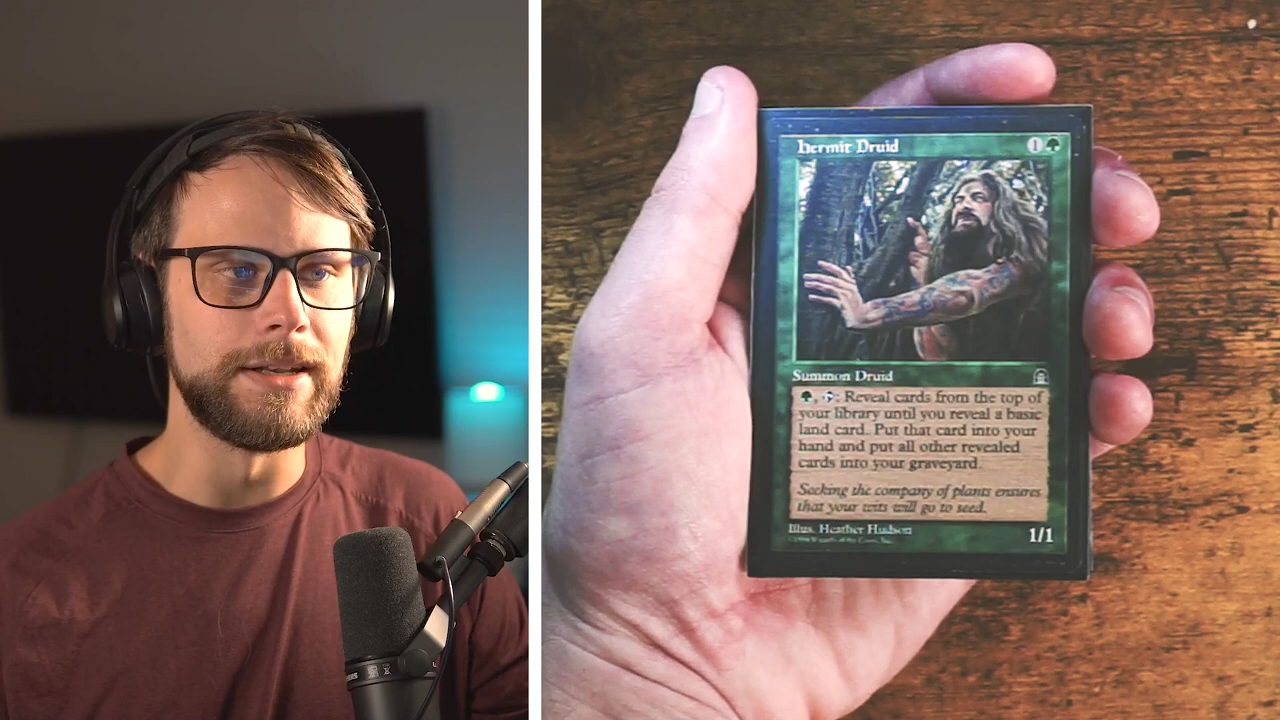 Hermit Druid 1
Summon Druid
: Reveal cards from the top of
your library until you reveal a basic
land card. Put that card into your
hand and put all other revealed
cards into your graveyard.
Seeking the company of plants ensures
that your wits will go to seed.
Illus. Heather Hudson
1/1